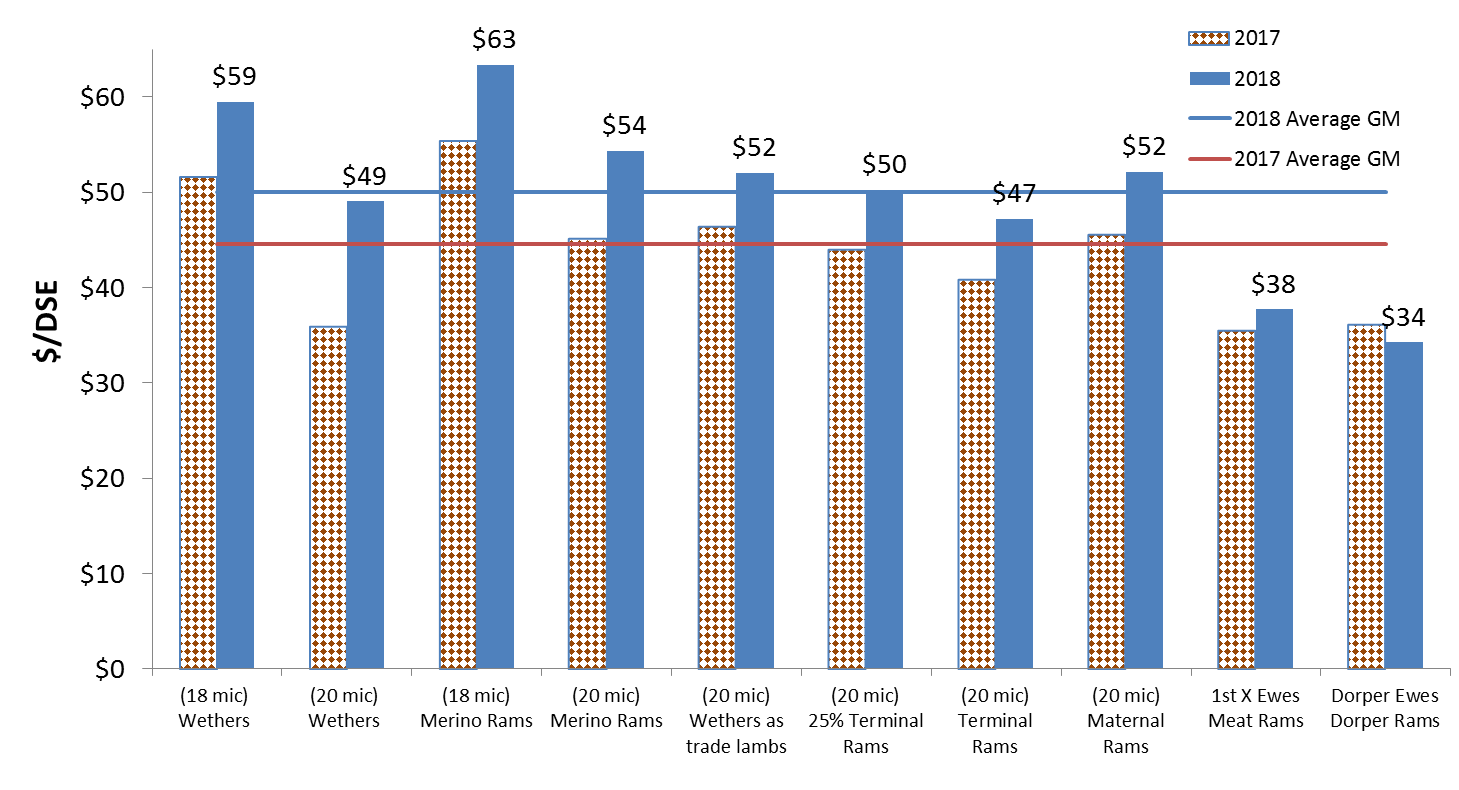 2017
2018
2018 Average GM
2017 Average GM
$/DSE
$60
$50
$40
$30
$20
$10
$0
$59
$49
$63
$54
$52
$50
$47
$52
$38
$34
(18 mic)
Wethers
(20 mic)
Wethers
(18 mic)
Merino Rams
(20 mic)
Merino Rams
(20 mic)
Wethers as
trade lambs
(20 mic)
25% Terminal
Rams
(20 mic)
Terminal
Rams
(20 mic)
Maternal
Rams
1st X Ewes
Meat Rams
Dorper Ewes
Dorper Rams